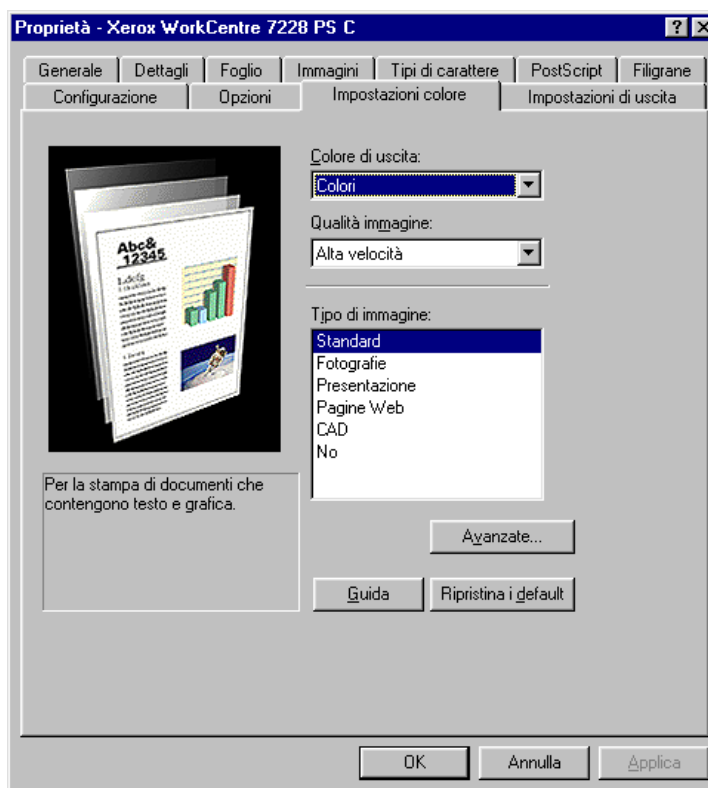 Proprietà - Xerox WorkCentre 7228 PS C
Generale Dettagli Foglio Immagini Tipi di carattere PostScript Filigrane
Configurazione Opzioni Impostazioni colore Impostazioni di uscita
Colore di uscita:
Colori
Qualità immagine:
Alta velocità
Tipo di immagine:
Standard
Fotografie
Presentazione
Pagine Web
CAD
No
Abc&
12345
Per la stampa di documenti che
contengono testo e grafica.
Avanzate...
Guida Ripristina i default
OK Annulla Applica